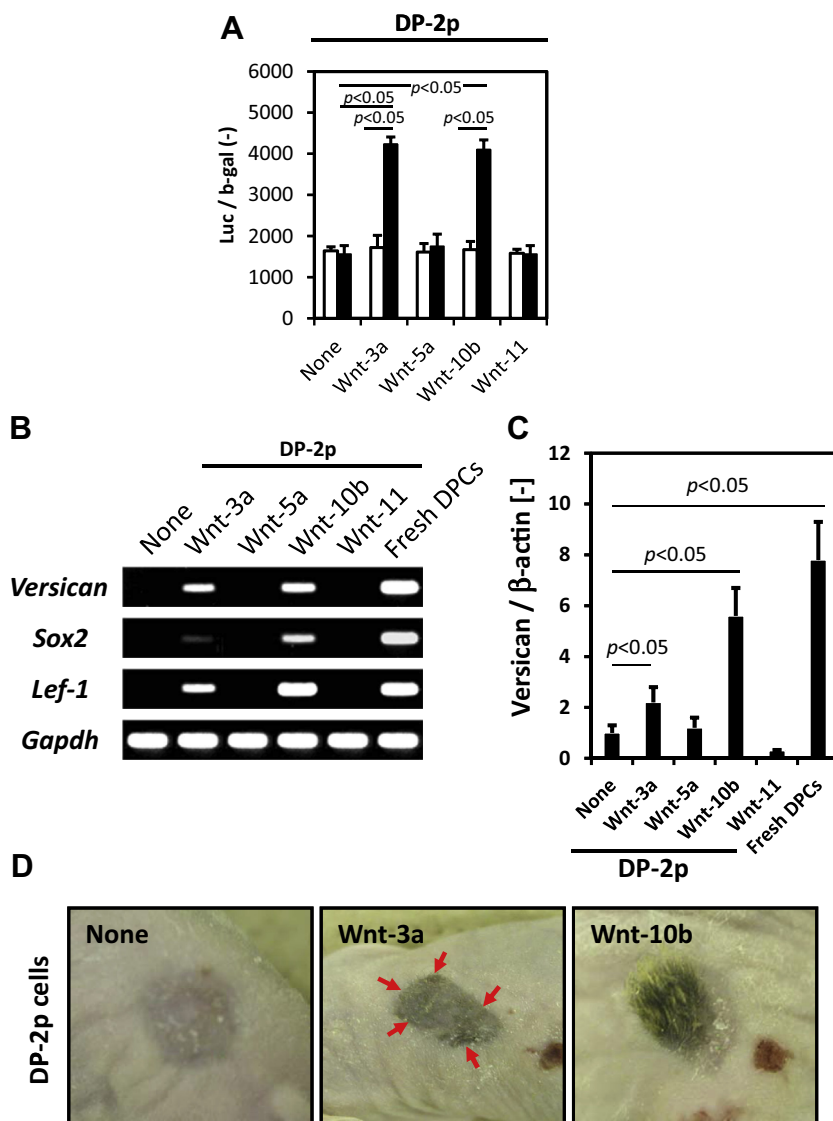 A
DP-2p
Luc / b-gal (-)
6000
5000
4000
3000
2000
1000
0
p<0.05
p<0.05
p<0.05
p<0.05
None
Wnt-3a
Wnt-5a
Wnt-10b
Wnt-11
B
DP-2p
None
Wnt-3a
Wnt-5a
Wnt-10b
Wnt-11
Fresh DPCs
Versican
Sox2
Lef-1
Gapdh
C
Versican / β-actin [-]
12
10
8
6
4
2
0
p<0.05
p<0.05
p<0.05
None
Wnt-3a
Wnt-5a
Wnt-10b
Wnt-11
Fresh DPCs
DP-2p
D
DP-2p cells
None
Wnt-3a
Wnt-10b